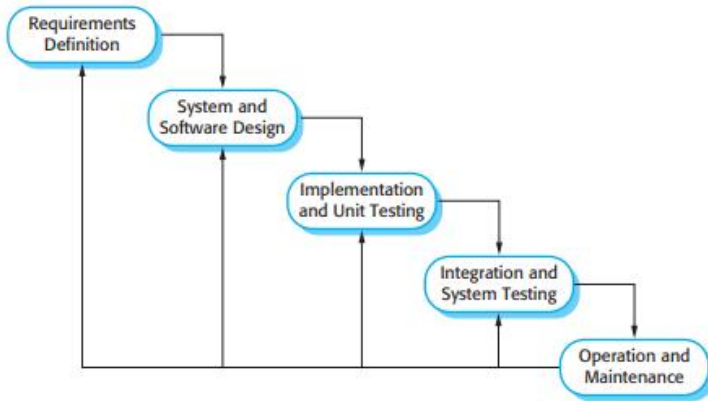 Requirements
Definition
System and
Software Design
Implementation
and Unit Testing
Integration and
System Testing
Operation and
Maintenance